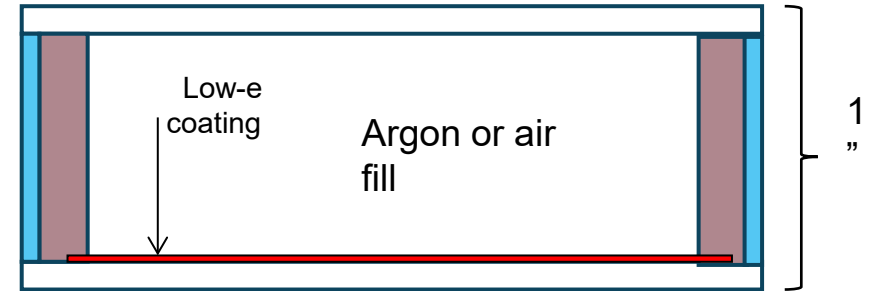 Low-e
coating
Argon or air
fill
1
”